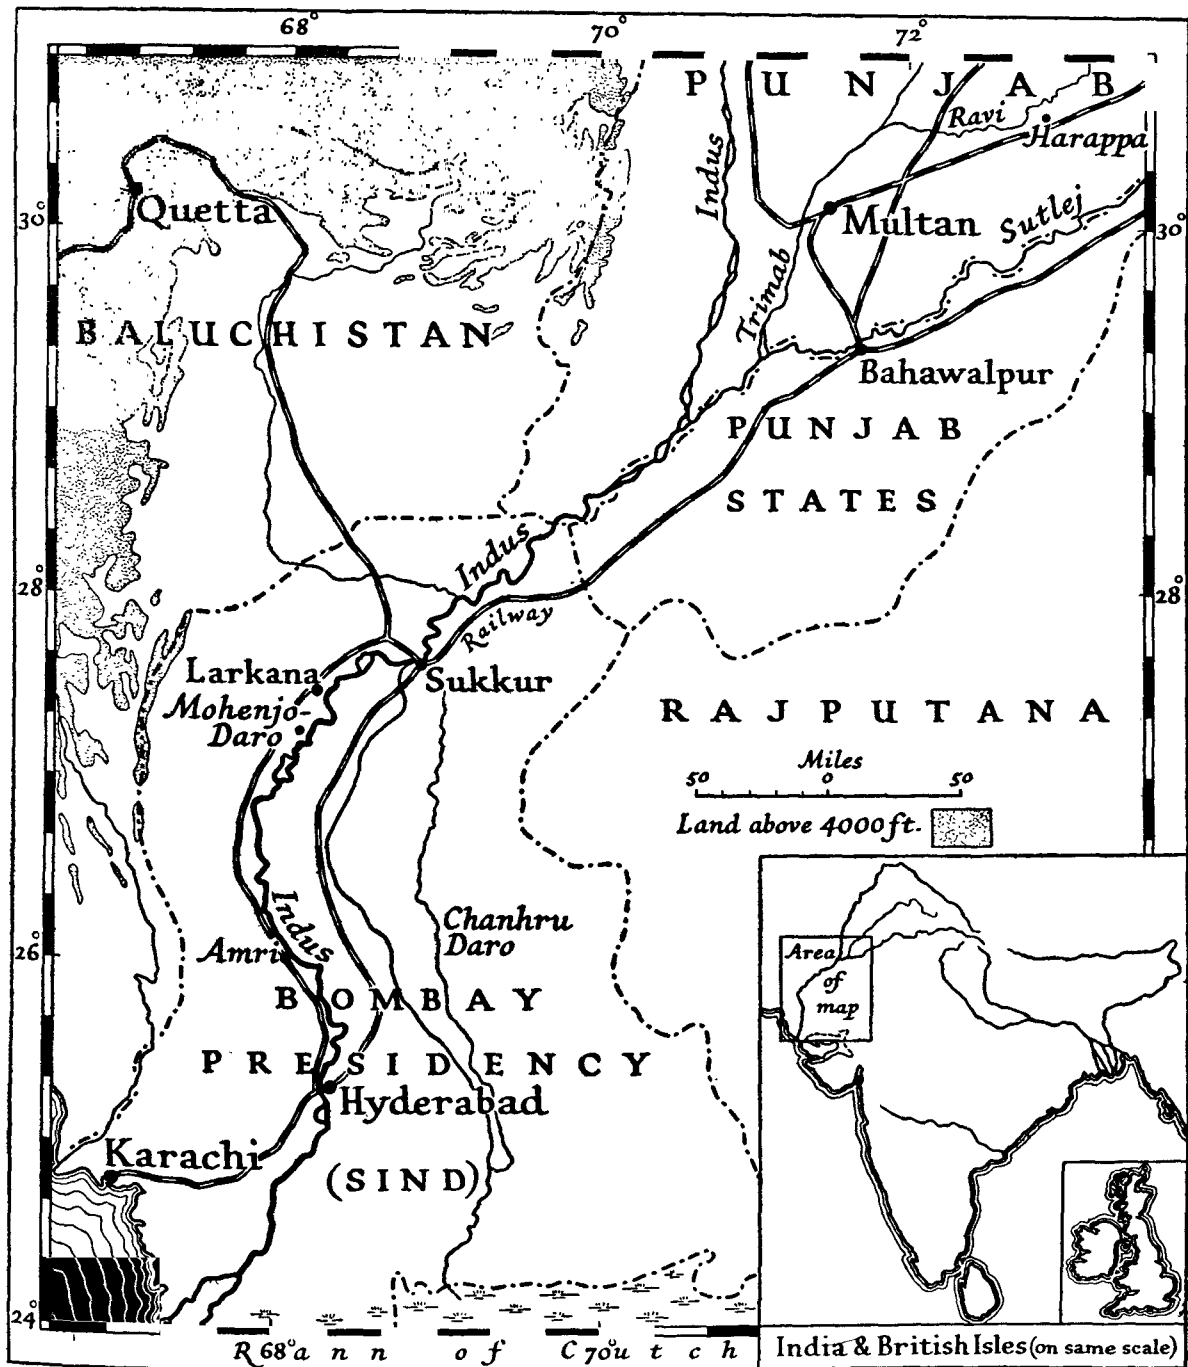 68° 70° 72°
PUNJAB
Ravi
Harappa
Indus
Quetta
30° 30°
Multan
Sutlej
Trimab
BALUCHISTAN
Bahawalpur
PUNJAB
STATES
Indus
28° 28°
Railway
Larkana
Sukkur
Mohenjo-
Daro
RAJPUTANA
Miles
50 0 50
Land above 4000 ft.
Indus
Chanhru
Daro
26°
Amri
Area
of
map
BOMBAY
PRESIDENCY
Hyderabad
Karachi
(SIND)
24°
R 68° a n n o f C 70° u t c h
India & British Isles (on same scale)